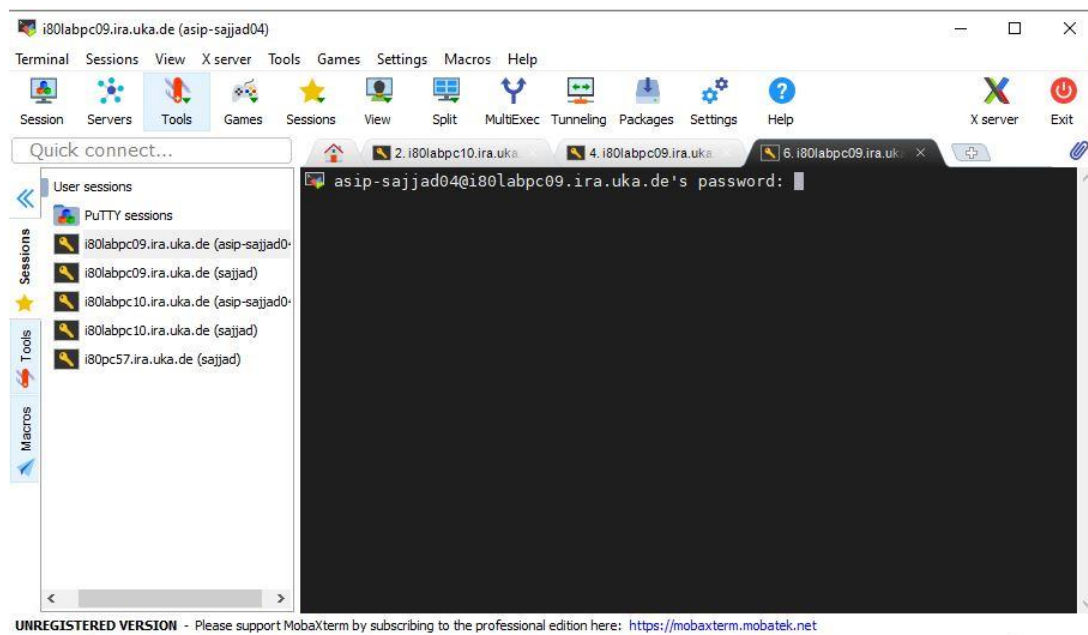 i80labpc09.ira.uka.de (asip-sajjad04)
Terminal Sessions View X server Tools Games Settings Macros Help
Session Servers Tools Games Sessions View Split MultiExec Tunneling Packages Settings Help X server Exit
Quick connect...
2. i80labpc10.ira.uka
4. i80labpc09.ira.uka
6. i80labpc09.ira.uk
Sessions
Tools
Macros
User sessions
PuTTY sessions
i80labpc09.ira.uka.de (asip-sajjad0
i80labpc09.ira.uka.de (sajjad)
i80labpc10.ira.uka.de (asip-sajjad0
i80labpc10.ira.uka.de (sajjad)
i80pc57.ira.uka.de (sajjad)
asip-sajjad04@i80labpc09.ira.uka.de's password:
UNREGISTERED VERSION - Please support MobaXterm by subscribing to the professional edition here: https://mobaxterm.mobatek.net